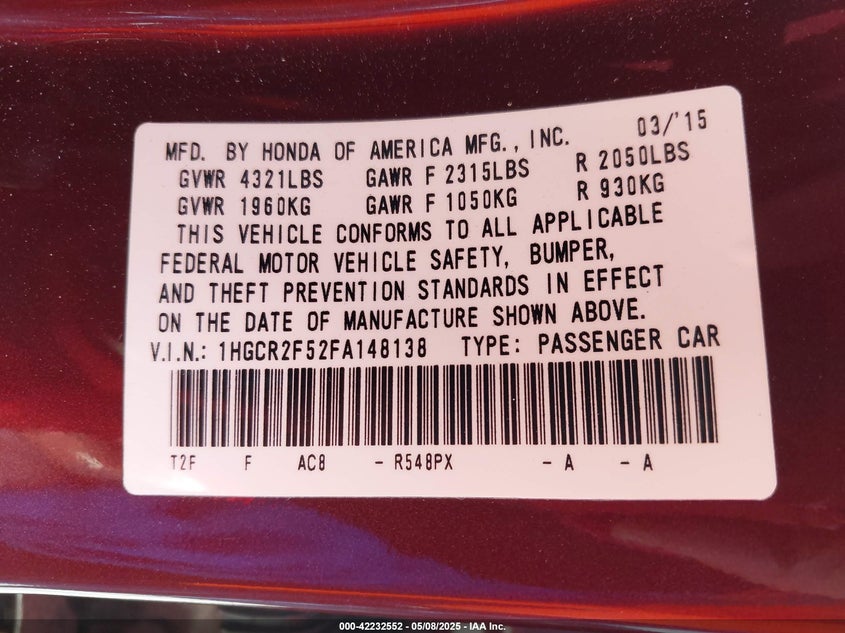 03/'15
MFD. BY HONDA OF AMERICA MFG., INC.
GVWR 4321LBS GAWR F 2315LBS R 2050LBS
GVWR 1960KG GAWR F 1050KG R 930KG
THIS VEHICLE CONFORMS TO ALL APPLICABLE
FEDERAL MOTOR VEHICLE SAFETY, BUMPER,
AND THEFT PREVENTION STANDARDS IN EFFECT
ON THE DATE OF MANUFACTURE SHOWN ABOVE.
V.I.N.: 1HGCR2F52FA148138 TYPE: PASSENGER CAR
T2F F AC8 - R548PX - A - A
000-42232552 - 05/08/2025 - IAA Inc.